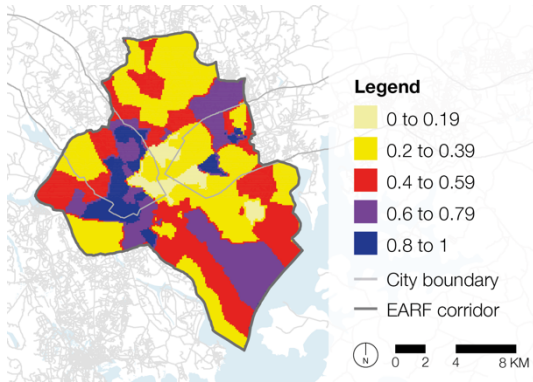 Legend
0 to 0.19
0.2 to 0.39
0.4 to 0.59
0.6 to 0.79
0.8 to 1
City boundary
EARF corridor
N
0 2 4 8 KM